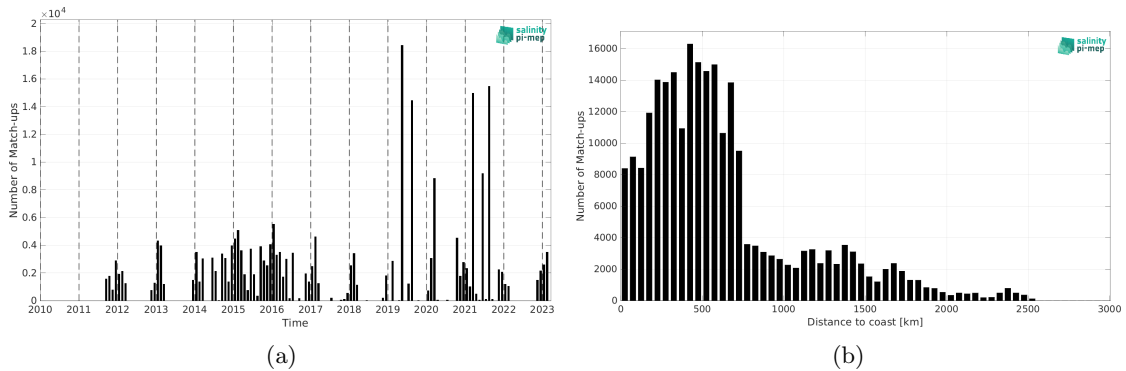 ×10⁴
2
1.8
1.6
1.4
1.2
1
0.8
0.6
0.4
0.2
0
Number of Match-ups
2010 2011 2012 2013 2014 2015 2016 2017 2018 2019 2020 2021 2022 2023
Time
salinity
pi-mep
(a)
16000
14000
12000
10000
8000
6000
4000
2000
0
Number of Match-ups
0 500 1000 1500 2000 2500 3000
Distance to coast [km]
salinity
pi-mep
(b)